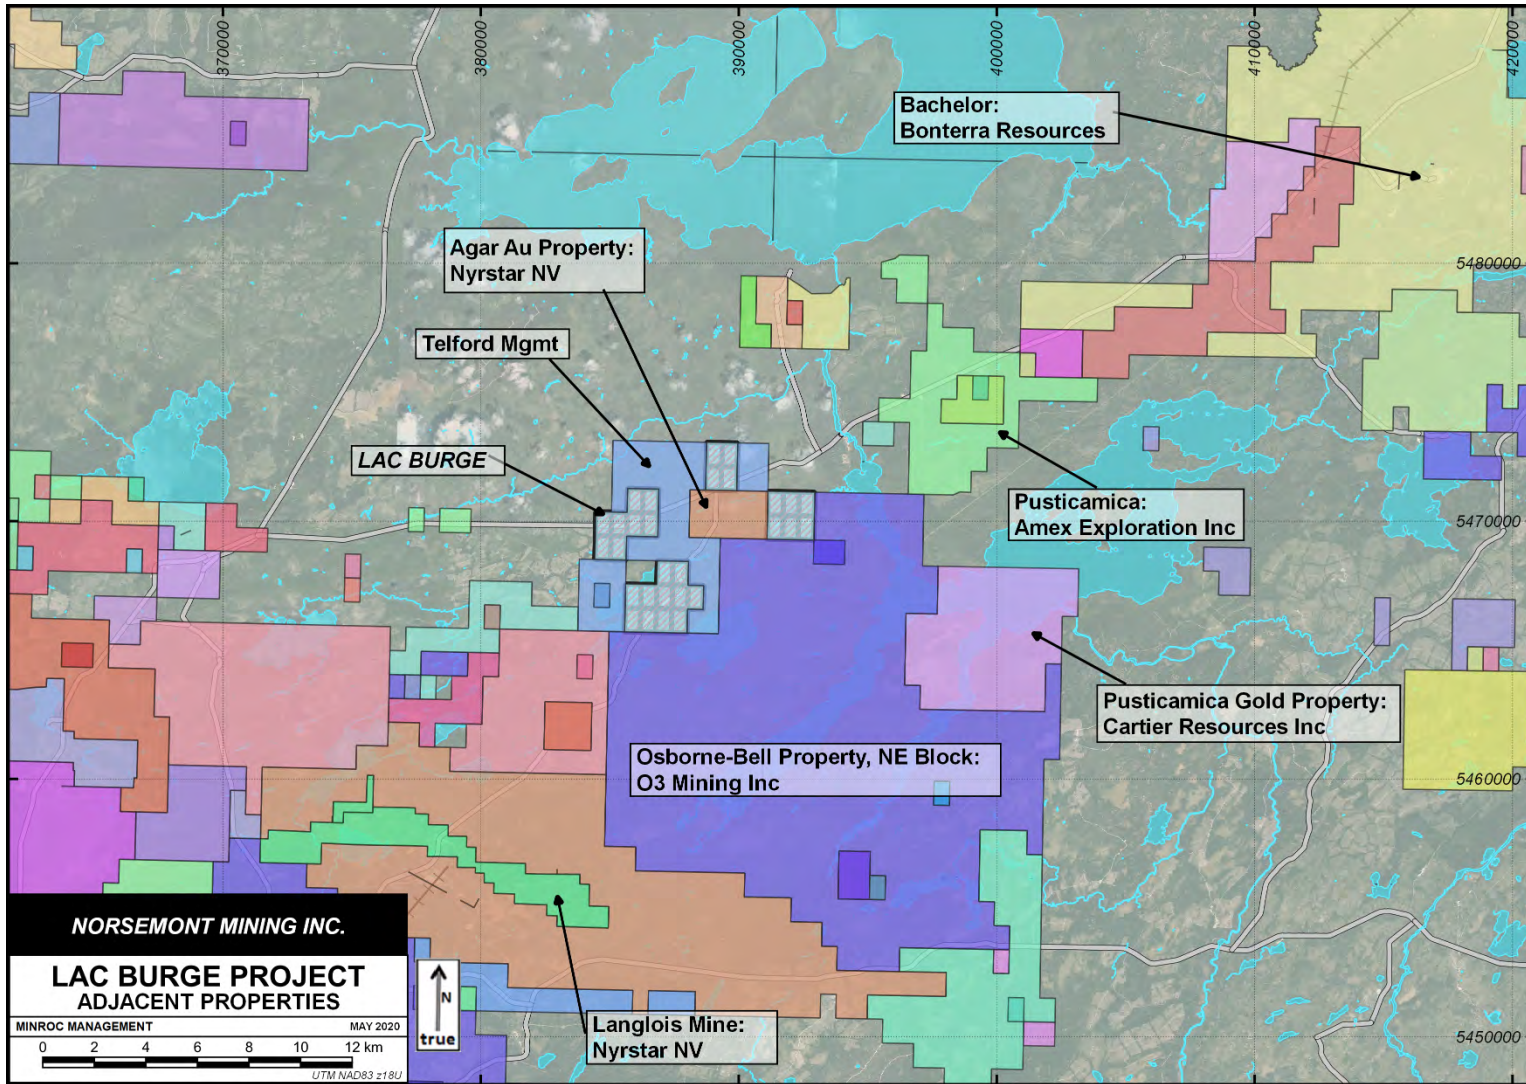 370000
380000
390000
400000
410000
420000
Bachelor:
Bonterra Resources
Agar Au Property:
Nyrstar NV
5480000
Telford Mgmt
LAC BURGE
Pusticamica:
Amex Exploration Inc
5470000
Pusticamica Gold Property:
Cartier Resources Inc
Osborne-Bell Property, NE Block:
O3 Mining Inc
5460000
NORSEMONT MINING INC.
LAC BURGE PROJECT
ADJACENT PROPERTIES
MINROC MANAGEMENT MAY 2020
0 2 4 6 8 10 12 km
UTM NAD83 z18U
N
true
Langlois Mine:
Nyrstar NV
5450000